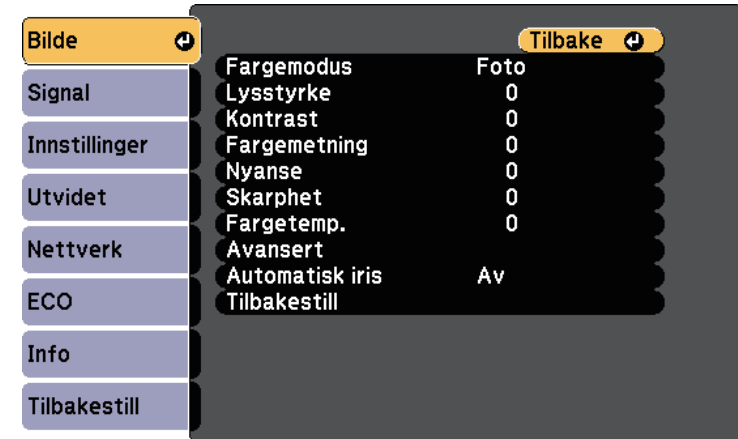 Bilde
Signal
Innstillinger
Utvidet
Nettverk
ECO
Info
Tilbakestill
Tilbake
Fargemodus Foto
Lysstyrke 0
Kontrast 0
Fargemetning 0
Nyanse 0
Skarphet 0
Fargetemp. 0
Avansert
Automatisk iris Av
Tilbakestill